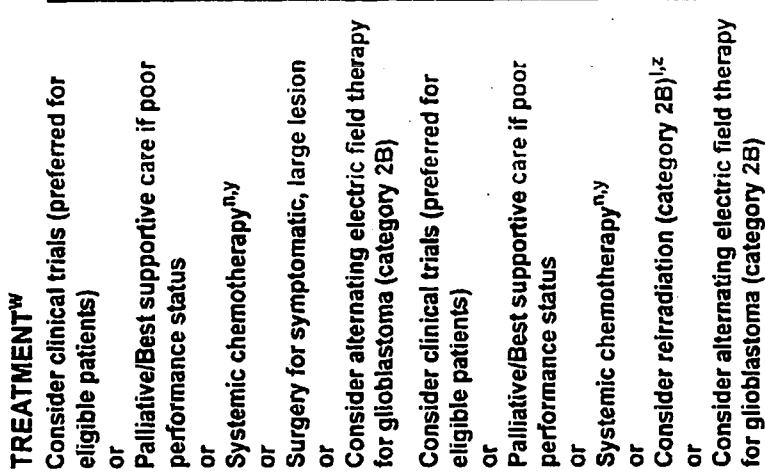 TREATMENTʷ
Consider clinical trials (preferred for
eligible patients)
or
Palliative/Best supportive care if poor
performance status
or
Systemic chemotherapyⁿ,ʸ
or
Surgery for symptomatic, large lesion
or
Consider alternating electric field therapy
for glioblastoma (category 2B)
Consider clinical trials (preferred for
eligible patients)
or
Palliative/Best supportive care if poor
performance status
or
Systemic chemotherapyⁿ,ʸ
or
Consider reirradiation (category 2B)ˡ,ᶻ
or
Consider alternating electric field therapy
for glioblastoma (category 2B)